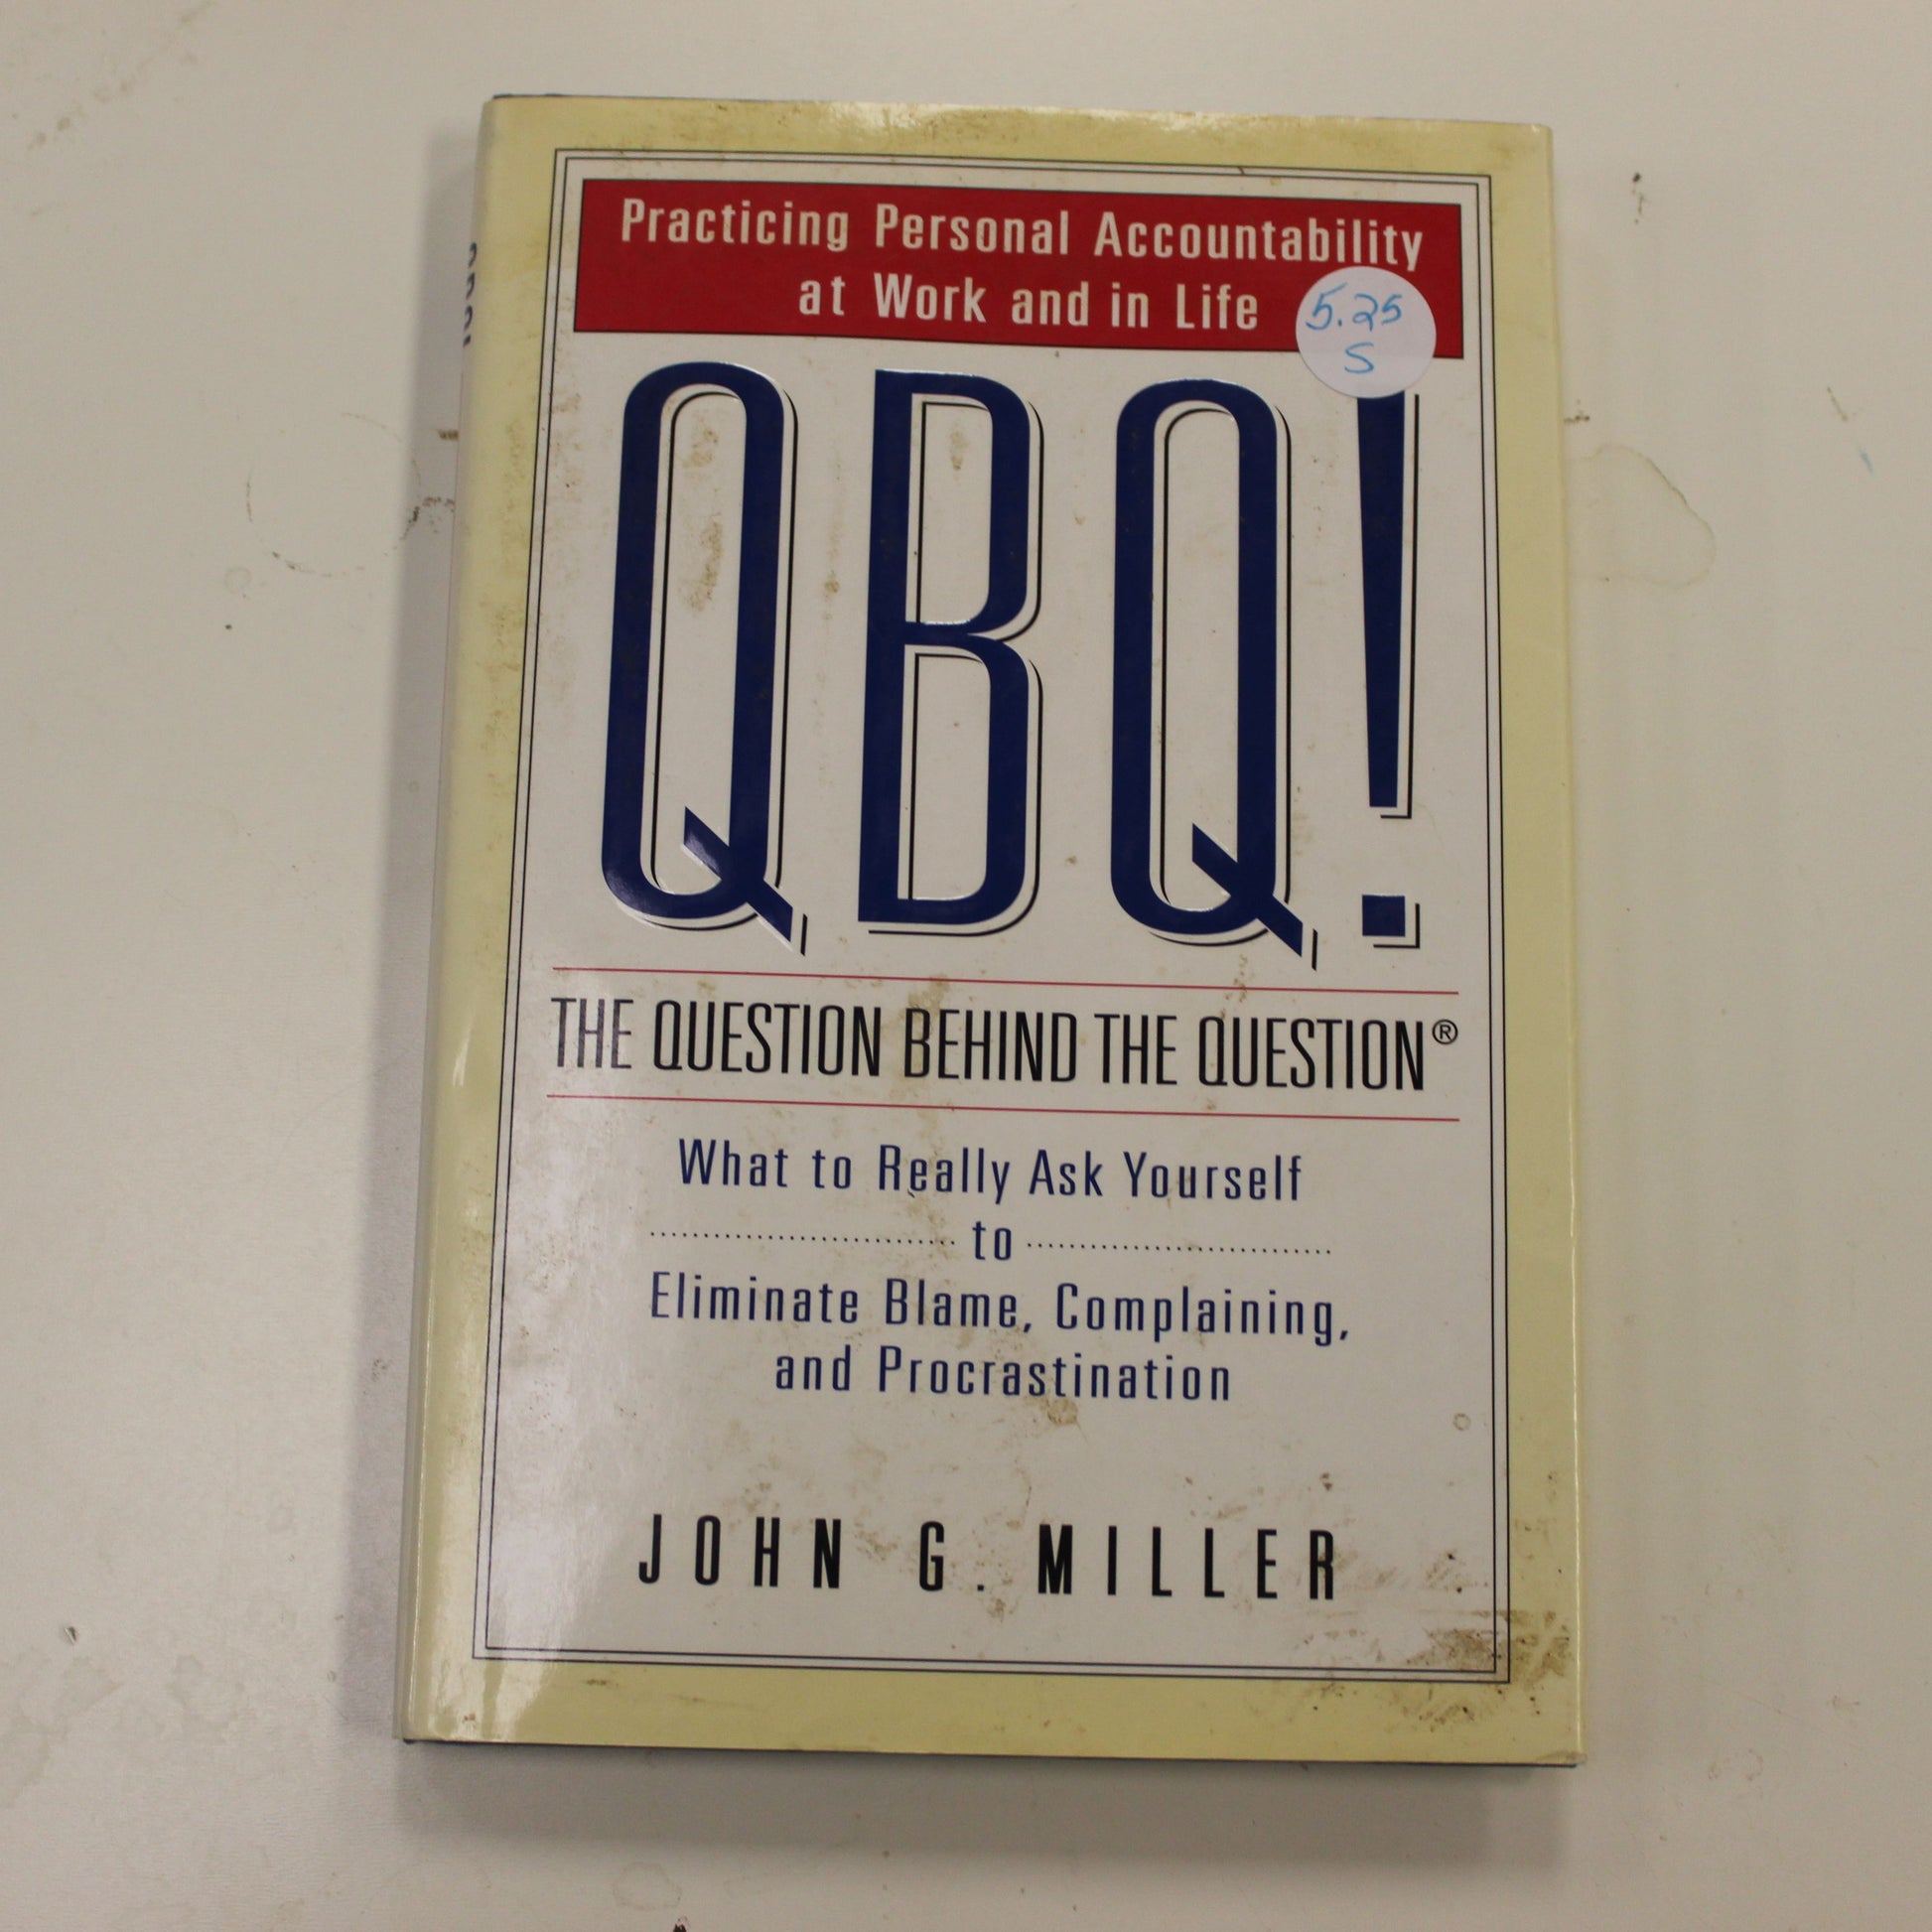 Practicing Personal Accountability
at Work and in Life
5.25
S
QBQ!
THE QUESTION BEHIND THE QUESTION®
What to Really Ask Yourself
to
Eliminate Blame, Complaining,
and Procrastination
JOHN G. MILLER